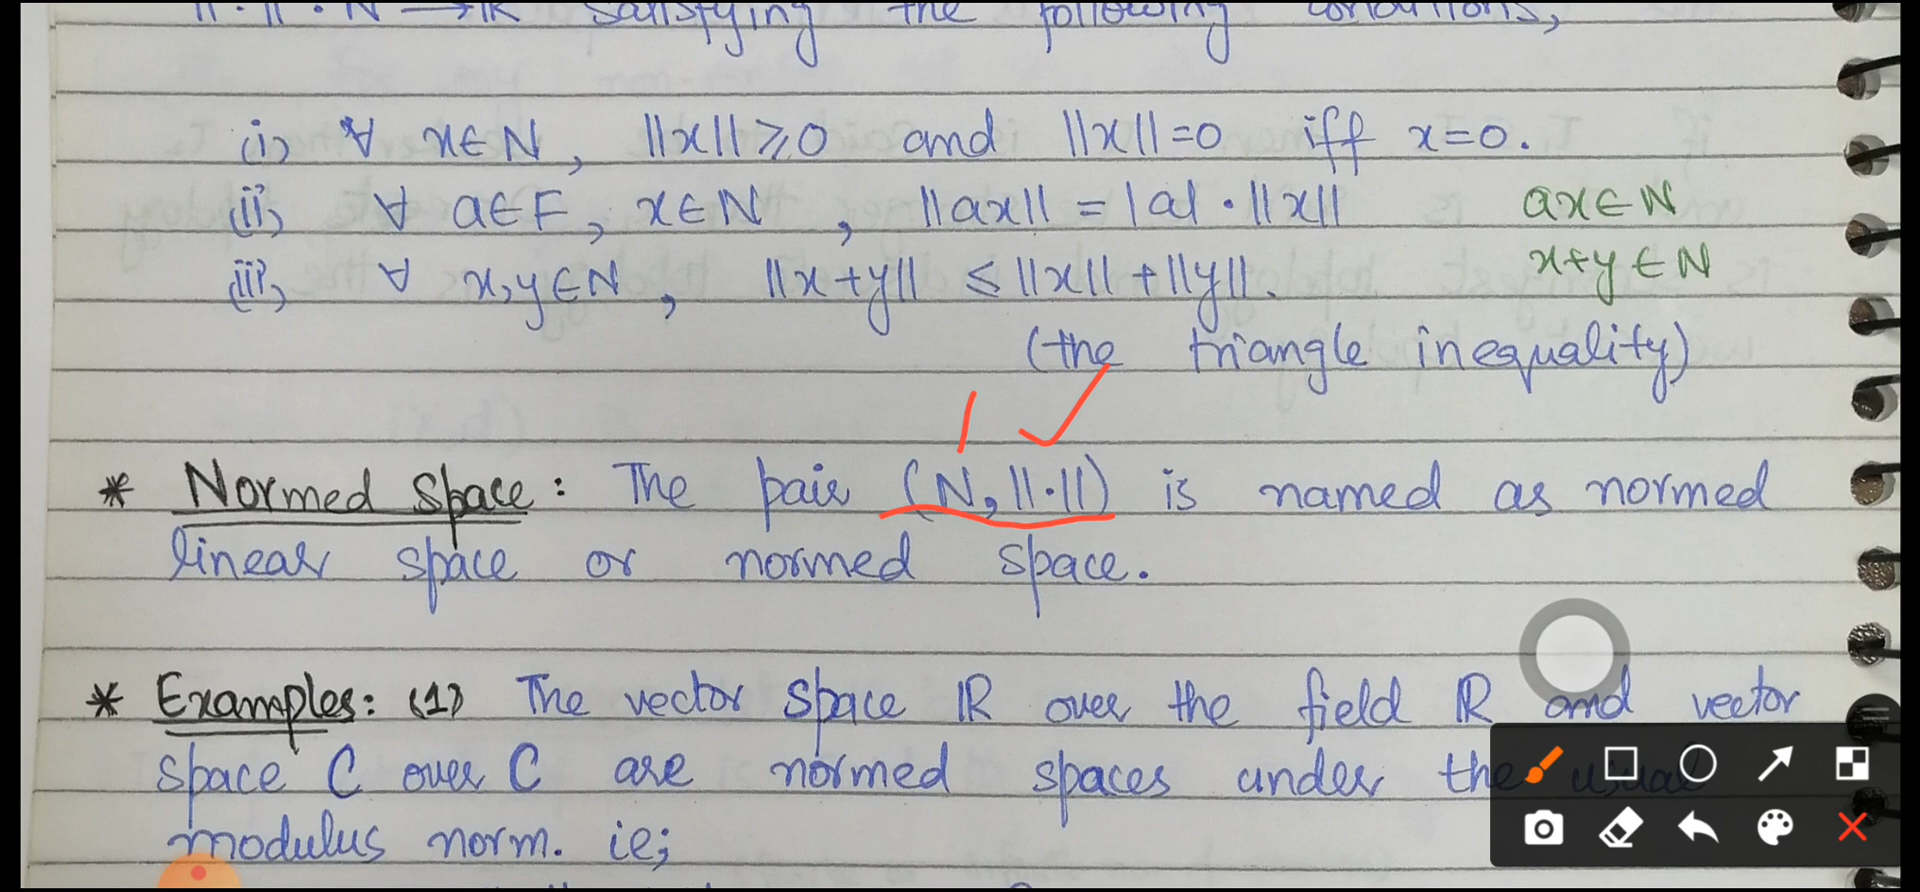 ||·||: N → R satisfying the following conditions,
(i) ∀ x∈N, ||x||⩾0 and ||x||=0 iff x=0.
(ii) ∀ a∈F, x∈N, ||ax|| = |a|·||x|| ax∈N
(iii) ∀ x,y∈N, ||x+y|| ≤ ||x||+||y||. x+y∈N
(the triangle inequality)
* Normed Space: The pair (N, ||·||) is named as normed
linear space or normed space.
* Examples: (1) The vector space ℝ over the field ℝ and vector
space C over C are normed spaces under the usual
modulus norm. ie;